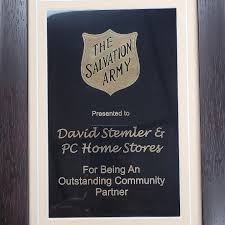 THE
SALVATION
ARMY
Presented to
David Stemler &
PC Home Stores
For Being An
Outstanding Community
Partner